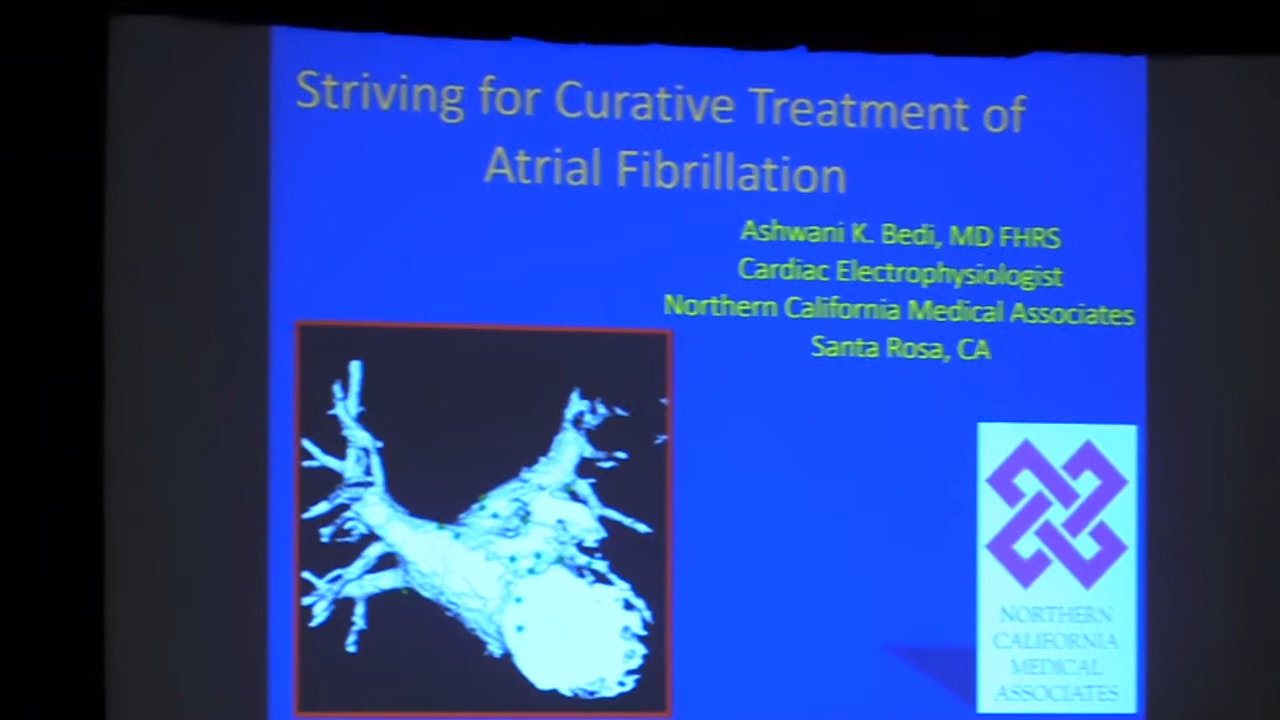 Striving for Curative Treatment of
Atrial Fibrillation
Ashwani K. Bedi, MD FHRS
Cardiac Electrophysiologist
Northern California Medical Associates
Santa Rosa, CA
NORTHERN
CALIFORNIA
MEDICAL
ASSOCIATES